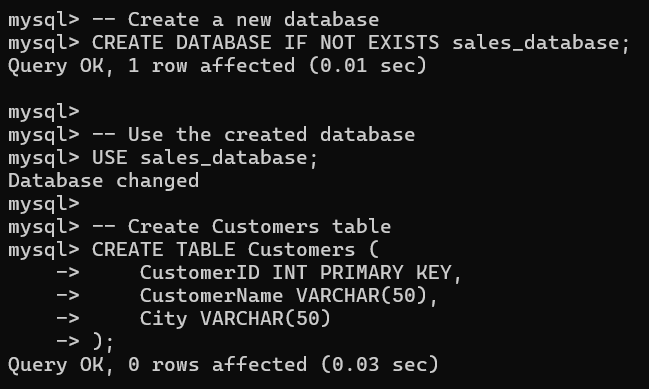 mysql> -- Create a new database
mysql> CREATE DATABASE IF NOT EXISTS sales_database;
Query OK, 1 row affected (0.01 sec)

mysql>
mysql> -- Use the created database
mysql> USE sales_database;
Database changed
mysql>
mysql> -- Create Customers table
mysql> CREATE TABLE Customers (
    ->     CustomerID INT PRIMARY KEY,
    ->     CustomerName VARCHAR(50),
    ->     City VARCHAR(50)
    -> );
Query OK, 0 rows affected (0.03 sec)